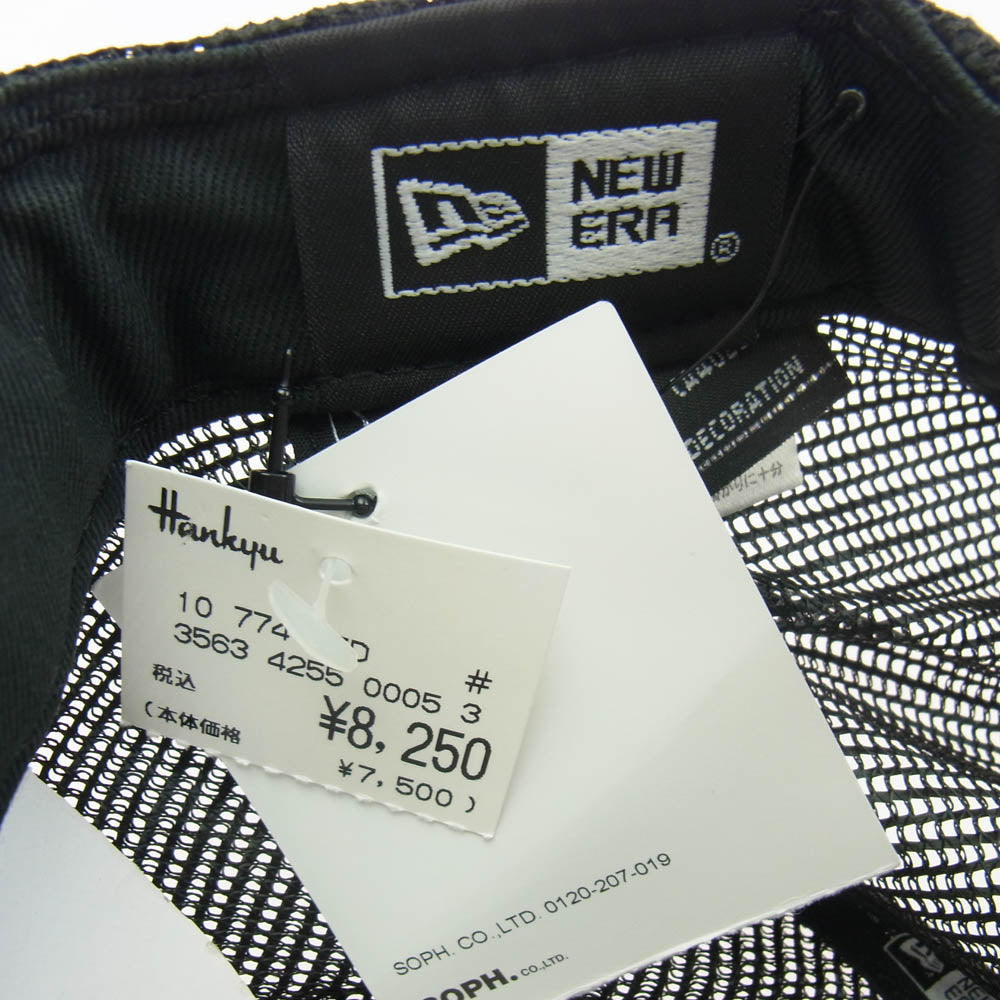 NEW
ERA
®
DECORATION
Hankyu
10 774
3563 4255 0005 3
#
税込
¥8,250
(本体価格
¥7,500)
SOPH. CO.,LTD. 0120-207-019
SOPH. CO.,LTD.